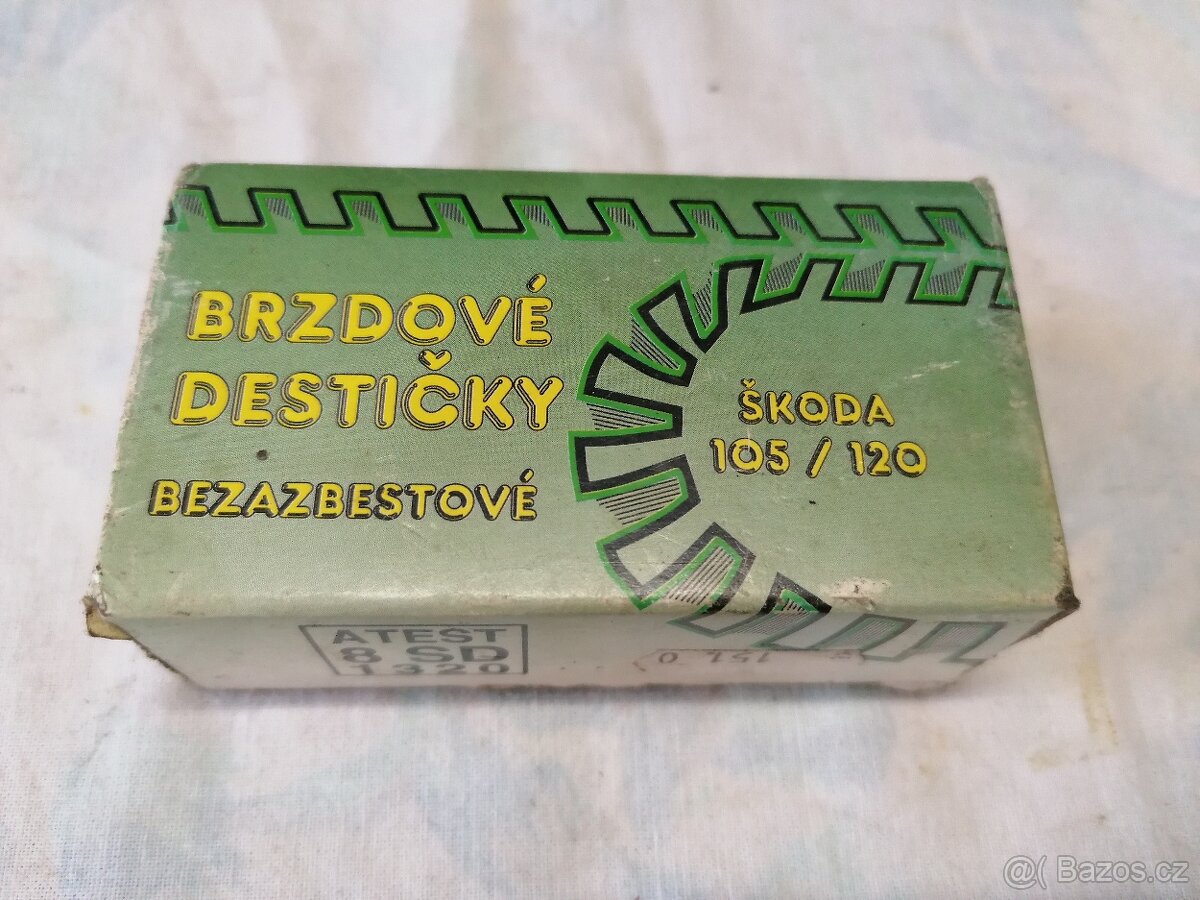 BRZDOVÉ
DESTIČKY
BEZAZBESTOVÉ
ŠKODA
105 / 120
ATEST
8 SD
1320
@( Bazos.cz